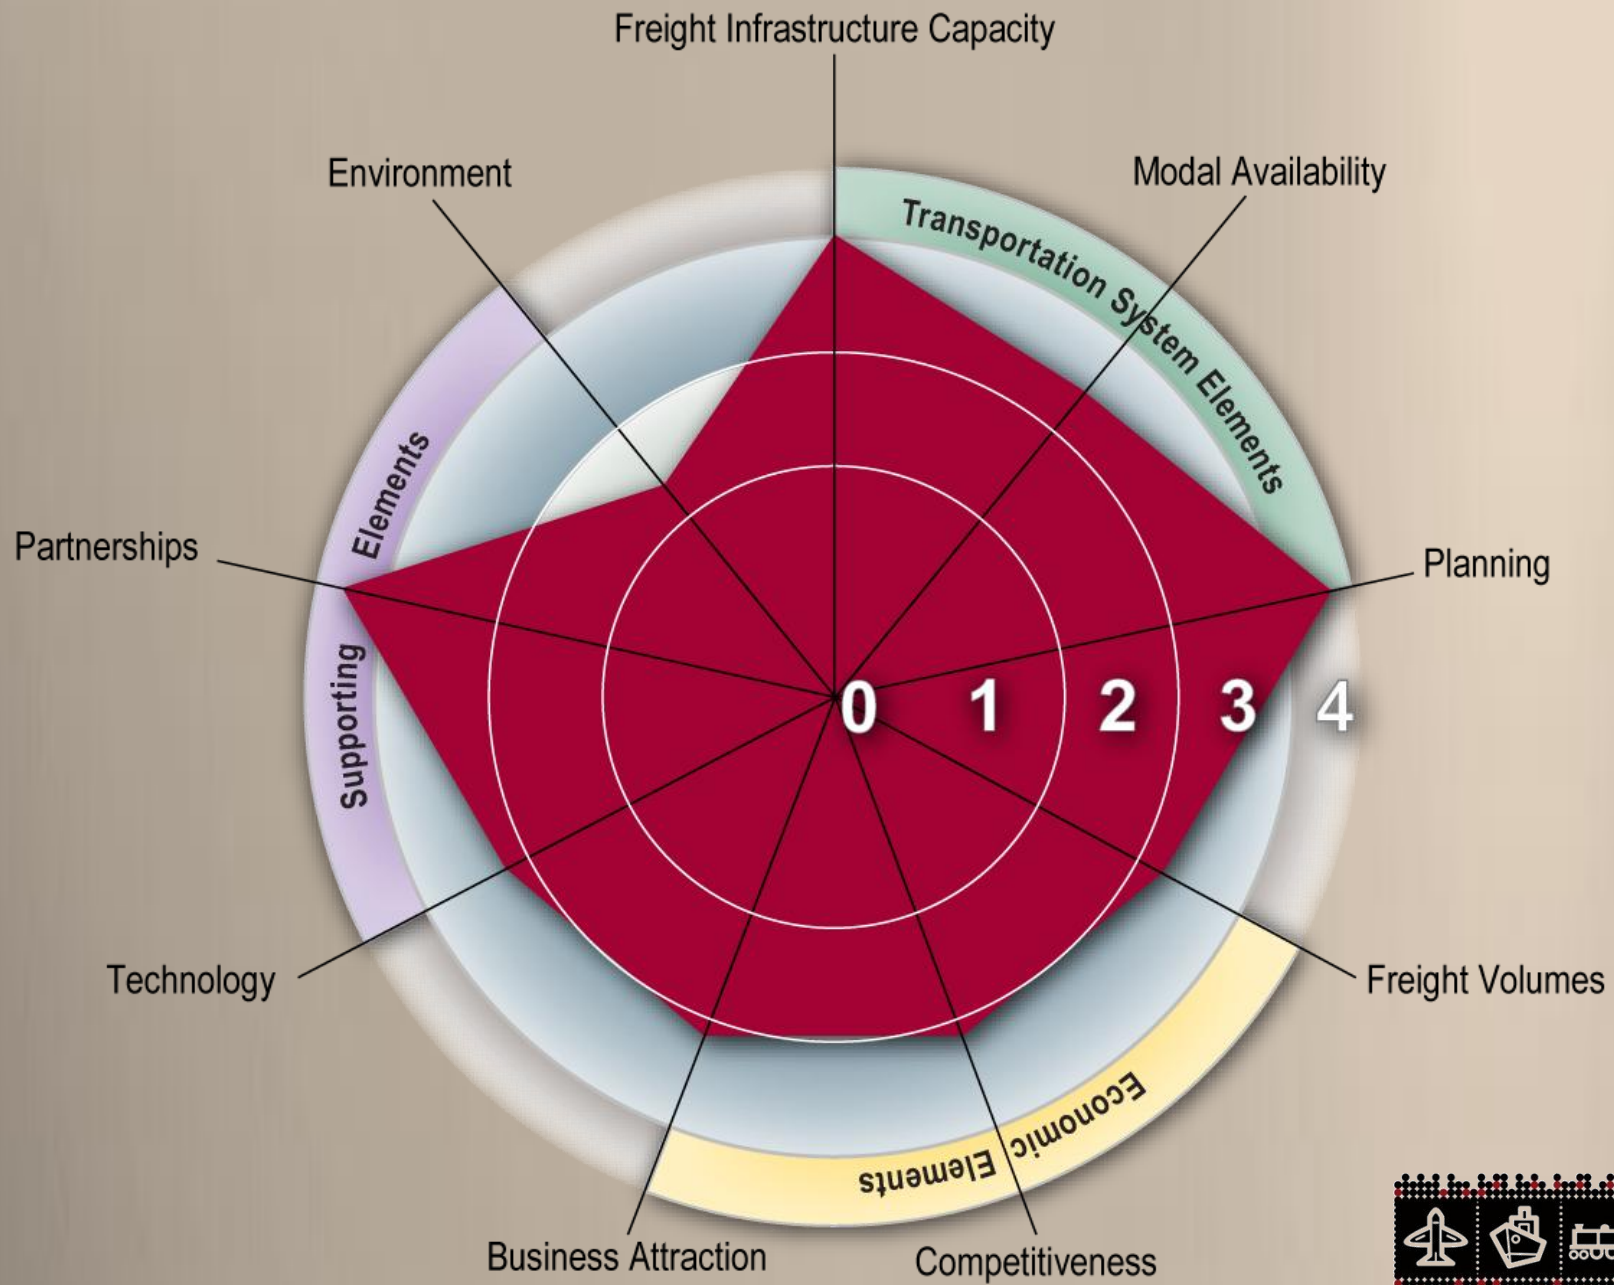 Freight Infrastructure Capacity
Environment
Modal Availability
Transportation System Elements
Supporting Elements
Partnerships
Planning
0 1 2 3 4
Technology
Freight Volumes
Economic Elements
Business Attraction
Competitiveness